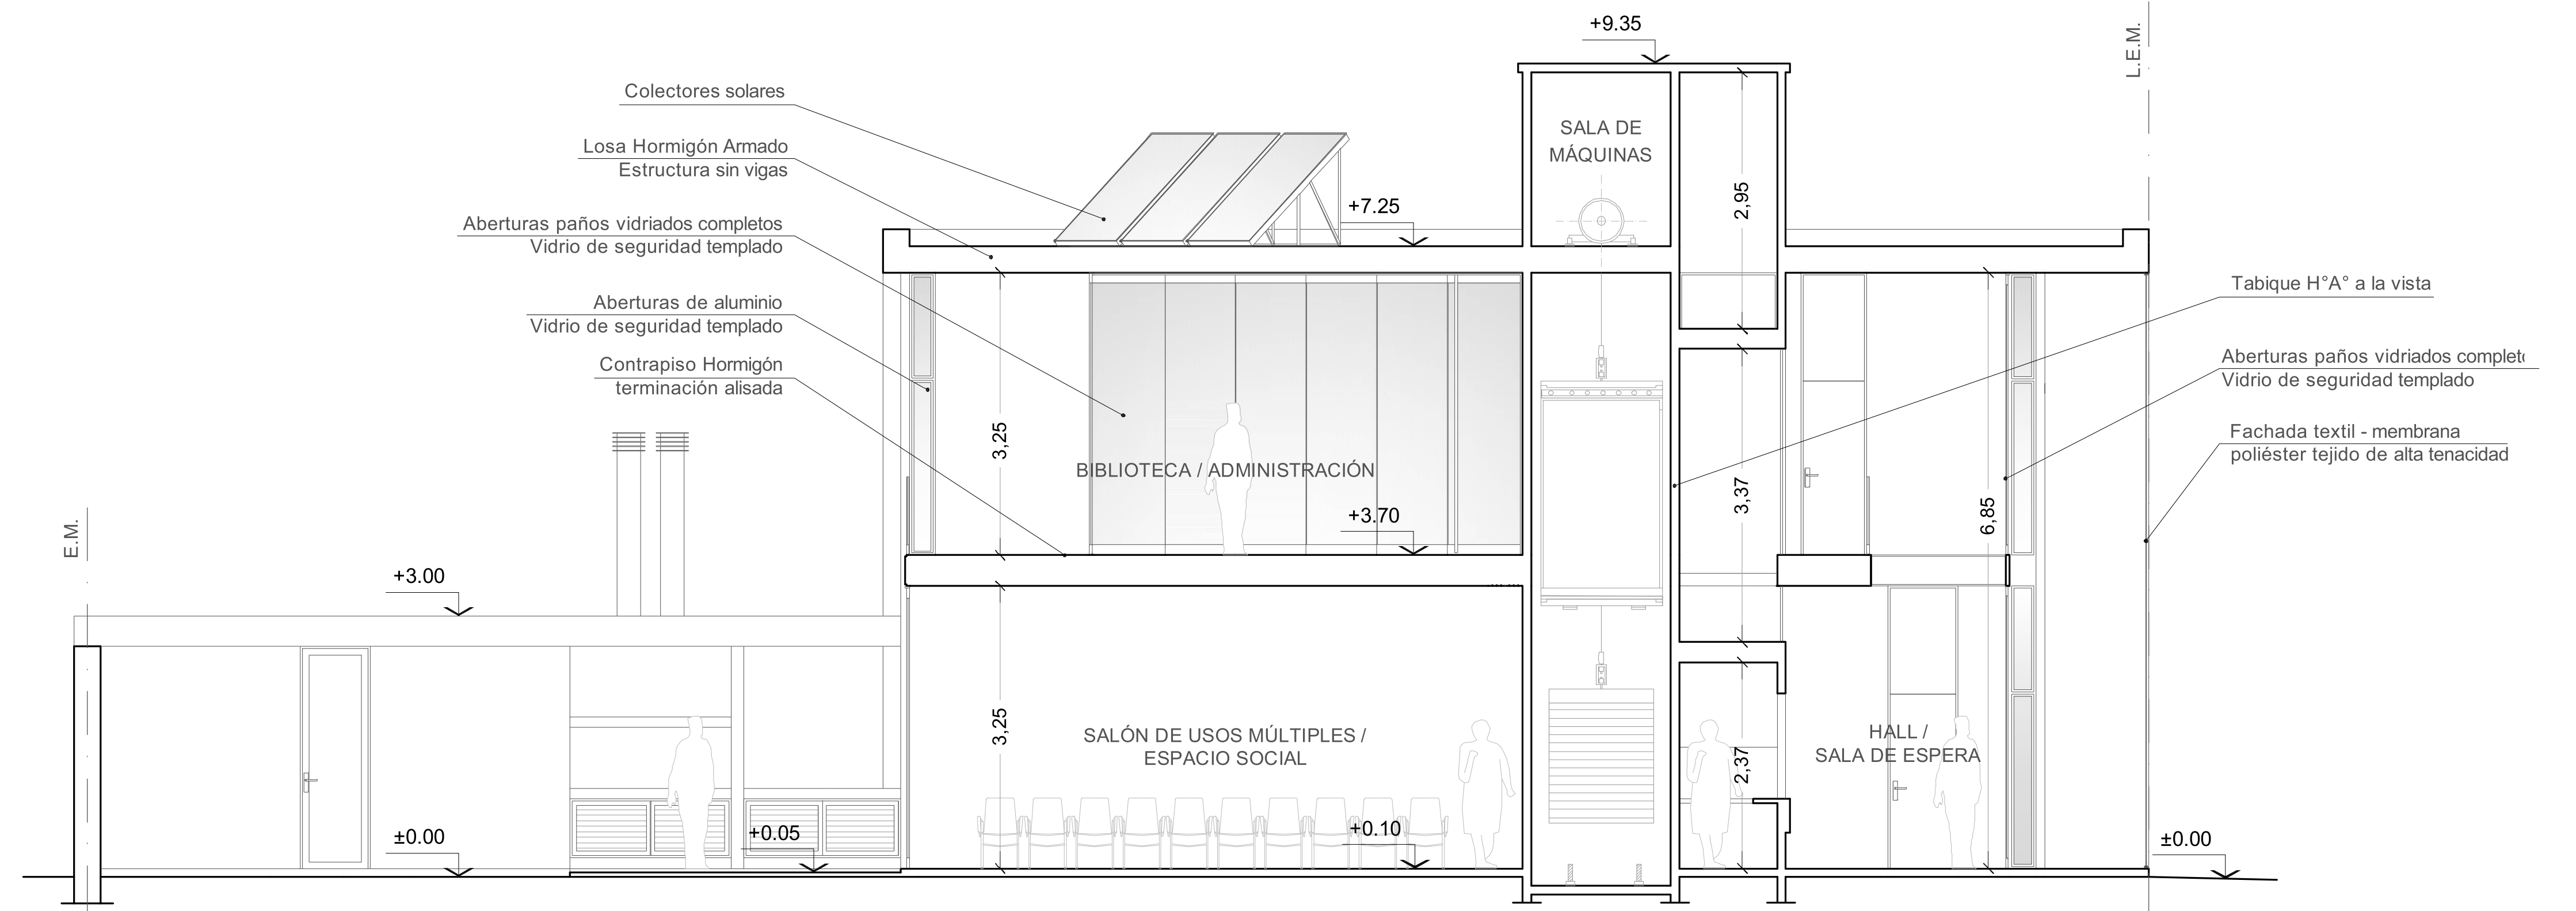 +9.35
L.E.M.
Colectores solares
Losa Hormigón Armado
Estructura sin vigas
SALA DE
MÁQUINAS
2,95
+7.25
Aberturas paños vidriados completos
Vidrio de seguridad templado
Aberturas de aluminio
Vidrio de seguridad templado
Contrapiso Hormigón
terminación alisada
Tabique H°A° a la vista
Aberturas paños vidriados complet
Vidrio de seguridad templado
Fachada textil - membrana
poliéster tejido de alta tenacidad
3,25
BIBLIOTECA / ADMINISTRACIÓN
+3.70
3,37
6,85
E.M.
+3.00
3,25
SALÓN DE USOS MÚLTIPLES /
ESPACIO SOCIAL
2,37
HALL /
SALA DE ESPERA
±0.00
+0.05
+0.10
±0.00